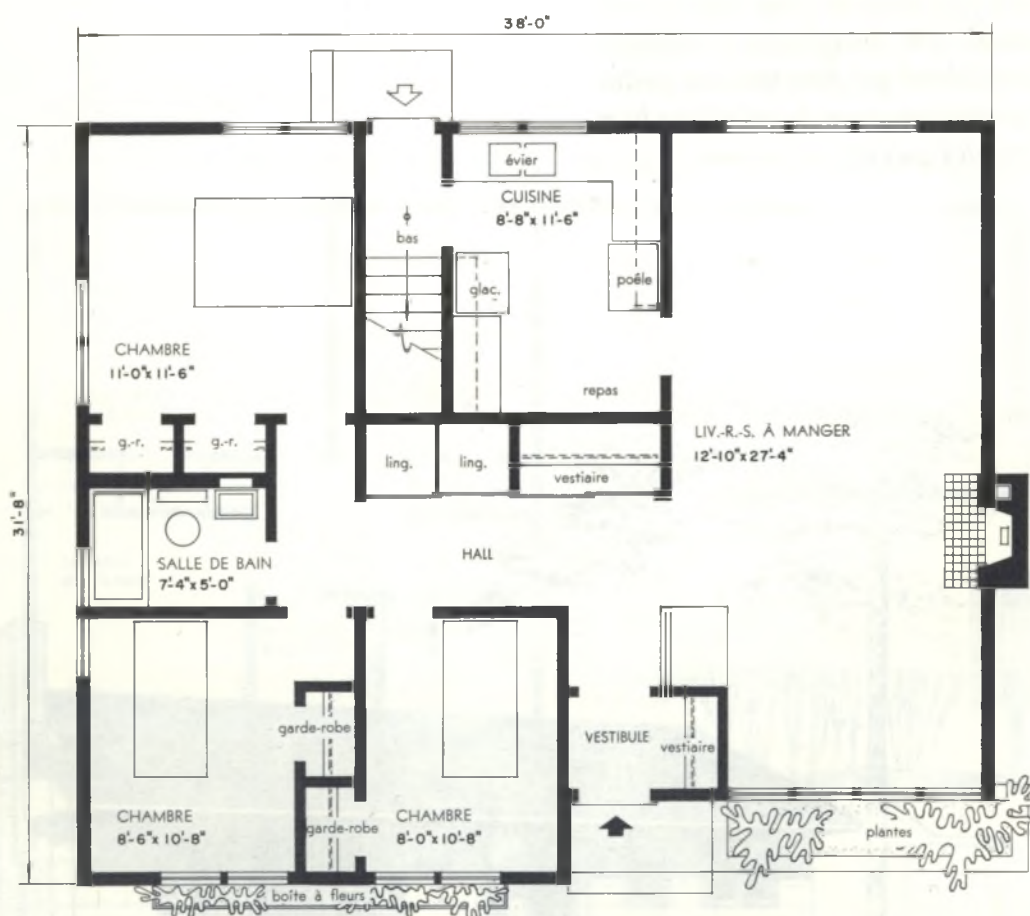 38'-0"
évier
CUISINE
8'-8" x 11'-6"
bas
glac.
poêle
CHAMBRE
11'-0" x 11'-6"
repas
g.-r.
g.-r.
LIV.-R.-S. À MANGER
12'-10" x 27'-4"
ling.
ling.
vestiaire
31'-8"
HALL
SALLE DE BAIN
7'-4" x 5'-0"
garde-robe
VESTIBULE
vestiaire
CHAMBRE
8'-6" x 10'-8"
garde-robe
CHAMBRE
8'-0" x 10'-8"
plantes
boîte à fleurs